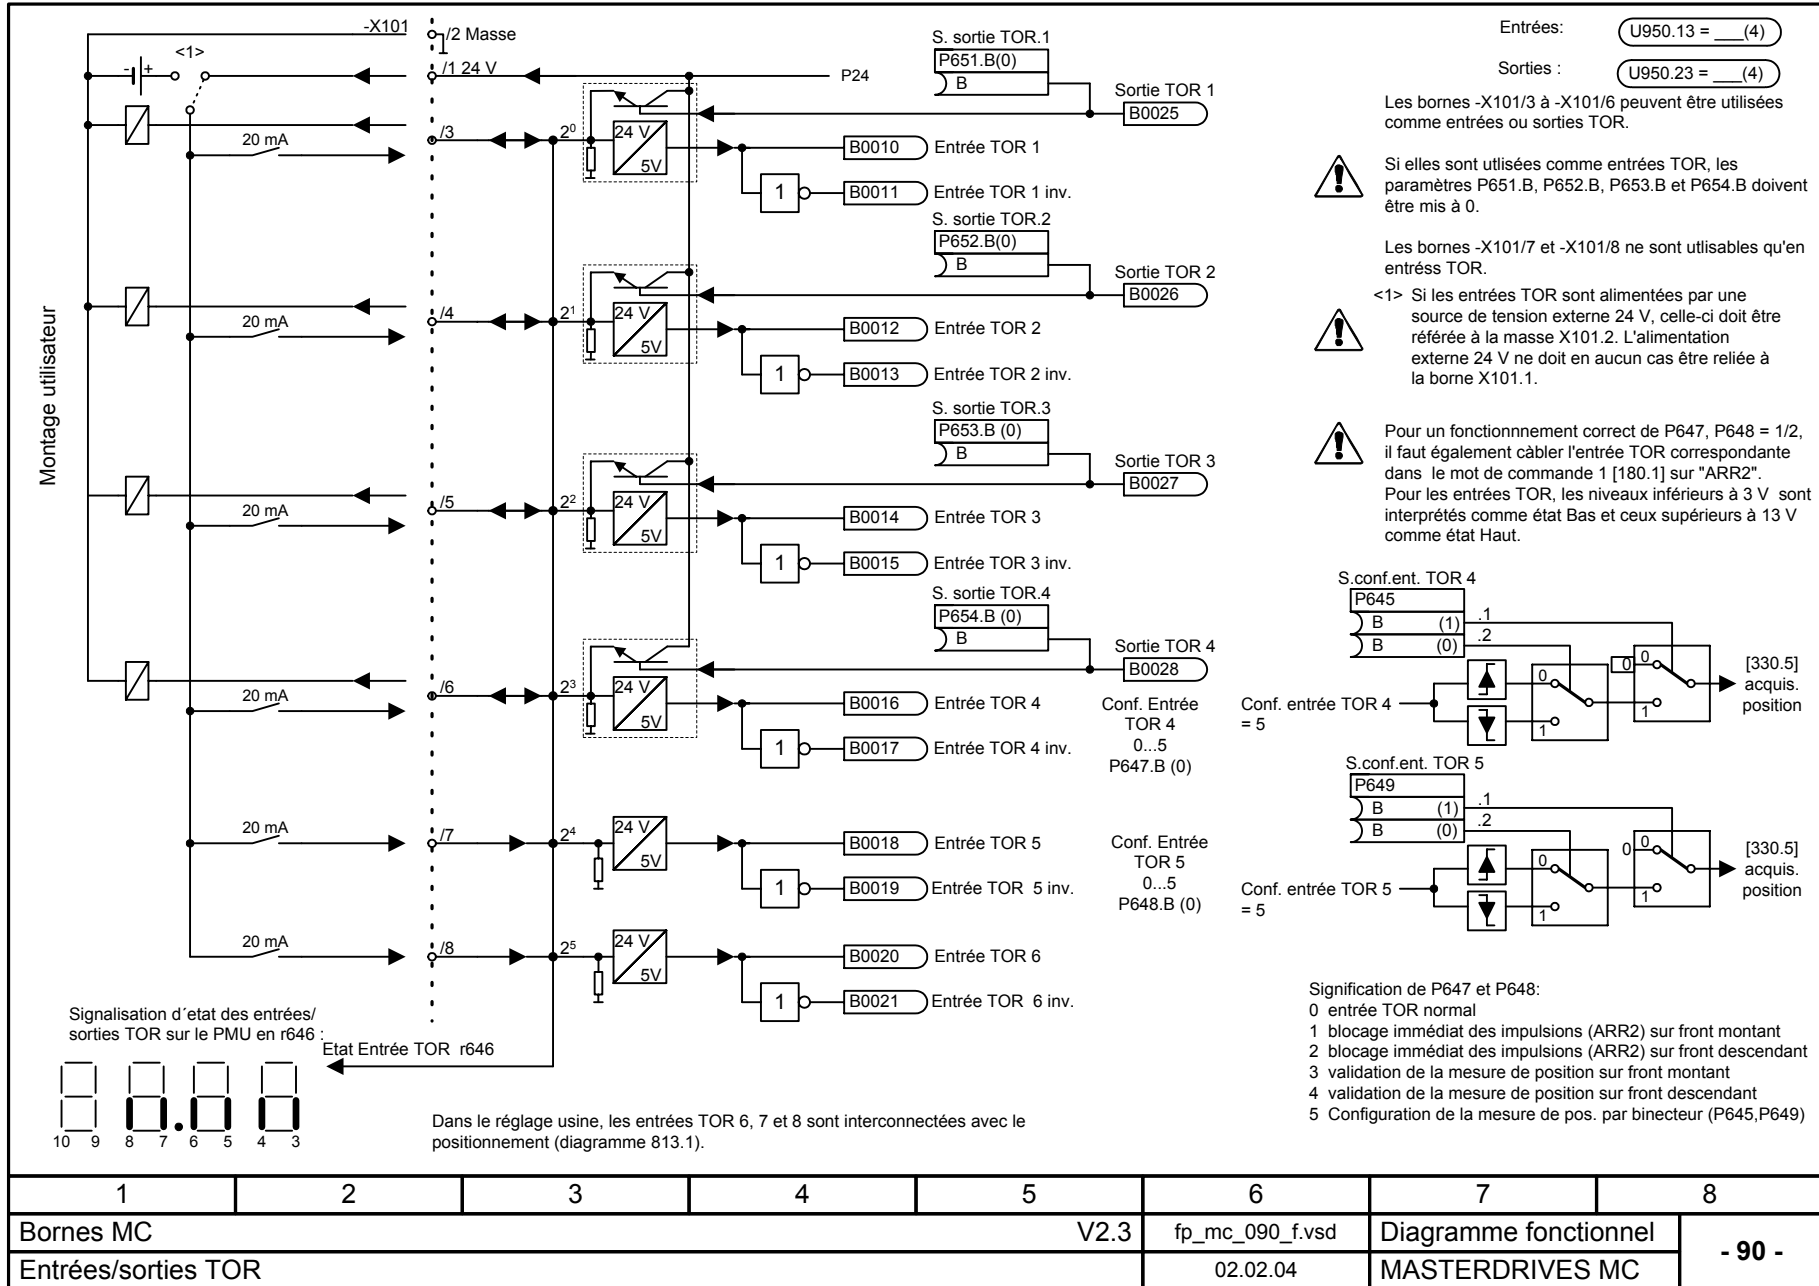 -X101
/2 Masse
<1>
- +
/1 24 V
P24
S. sortie TOR.1
P651.B(0)
B
Sortie TOR 1
B0025
20 mA
/3
2⁰
24 V
5V
B0010 Entrée TOR 1
1
B0011 Entrée TOR 1 inv.
S. sortie TOR.2
P652.B(0)
B
Sortie TOR 2
B0026
20 mA
/4
2¹
24 V
5V
B0012 Entrée TOR 2
1
B0013 Entrée TOR 2 inv.
Montage utilisateur
S. sortie TOR.3
P653.B (0)
B
Sortie TOR 3
B0027
20 mA
/5
2²
24 V
5V
B0014 Entrée TOR 3
1
B0015 Entrée TOR 3 inv.
S. sortie TOR.4
P654.B (0)
B
Sortie TOR 4
B0028
20 mA
/6
2³
24 V
5V
B0016 Entrée TOR 4
1
B0017 Entrée TOR 4 inv.
Conf. Entrée
TOR 4
0...5
P647.B (0)
20 mA
/7
2⁴
24 V
5V
B0018 Entrée TOR 5
1
B0019 Entrée TOR  5 inv.
Conf. Entrée
TOR 5
0...5
P648.B (0)
20 mA
/8
2⁵
24 V
5V
B0020 Entrée TOR 6
1
B0021 Entrée TOR  6 inv.
Signalisation d´etat des entrées/
sorties TOR sur le PMU en r646 :
Etat Entrée TOR  r646
10 9 8 7 6 5 4 3
Dans le réglage usine, les entrées TOR 6, 7 et 8 sont interconnectées avec le
positionnement (diagramme 813.1).
Entrées: U950.13 = ___(4)
Sorties : U950.23 = ___(4)
Les bornes -X101/3 à -X101/6 peuvent être utilisées
comme entrées ou sorties TOR.
Si elles sont utlisées comme entrées TOR, les
paramètres P651.B, P652.B, P653.B et P654.B doivent
être mis à 0.
Les bornes -X101/7 et -X101/8 ne sont utlisables qu'en
entréss TOR.
<1> Si les entrées TOR sont alimentées par une
source de tension externe 24 V, celle-ci doit être
référée à la masse X101.2. L'alimentation
externe 24 V ne doit en aucun cas être reliée à
la borne X101.1.
Pour un fonctionnnement correct de P647, P648 = 1/2,
il faut également càbler l'entrée TOR correspondante
dans  le mot de commande 1 [180.1] sur "ARR2".
Pour les entrées TOR, les niveaux inférieurs à 3 V  sont
interprétés comme état Bas et ceux supérieurs à 13 V
comme état Haut.
S.conf.ent. TOR 4
P645
B (1) .1
B (0) .2
Conf. entrée TOR 4
= 5
0
1
0 0
1
[330.5]
acquis.
position
S.conf.ent. TOR 5
P649
B (1) .1
B (0) .2
Conf. entrée TOR 5
= 5
0
1
0 0
1
[330.5]
acquis.
position
Signification de P647 et P648:
0 entrée TOR normal
1 blocage immédiat des impulsions (ARR2) sur front montant
2 blocage immédiat des impulsions (ARR2) sur front descendant
3 validation de la mesure de position sur front montant
4 validation de la mesure de position sur front descendant
5 Configuration de la mesure de pos. par binecteur (P645,P649)
1 2 3 4 5 6 7 8
Bornes MC V2.3 fp_mc_090_f.vsd Diagramme fonctionnel - 90 -
Entrées/sorties TOR 02.02.04 MASTERDRIVES MC